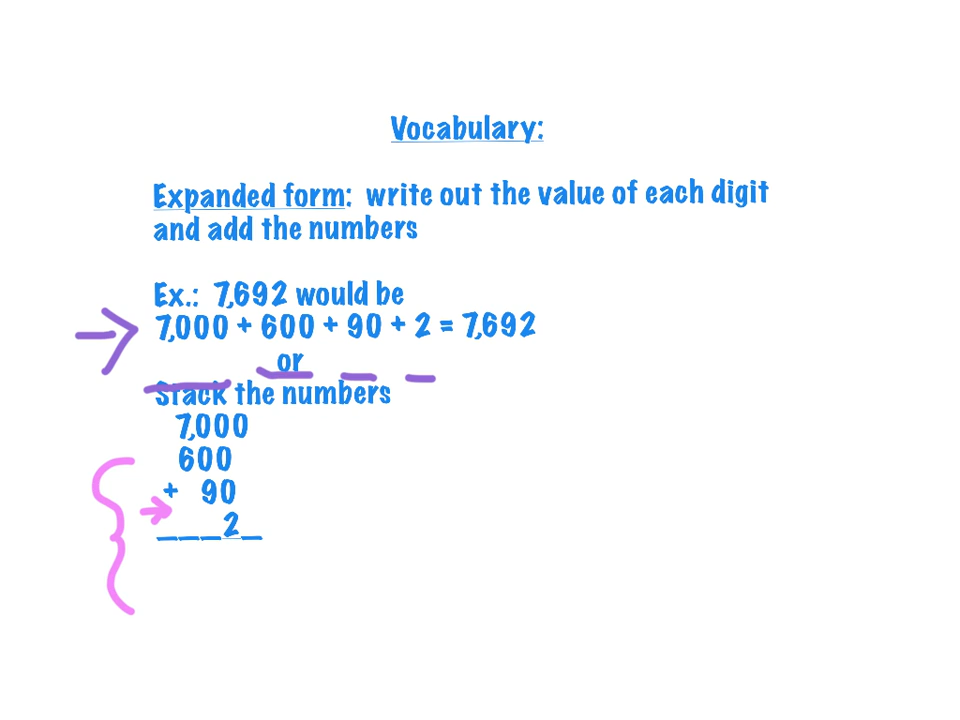 Vocabulary:
Expanded form: write out the value of each digit
and add the numbers
Ex.: 7,692 would be
7,000 + 600 + 90 + 2 = 7,692
or
Stack the numbers
7,000
600
+ 90
___2_